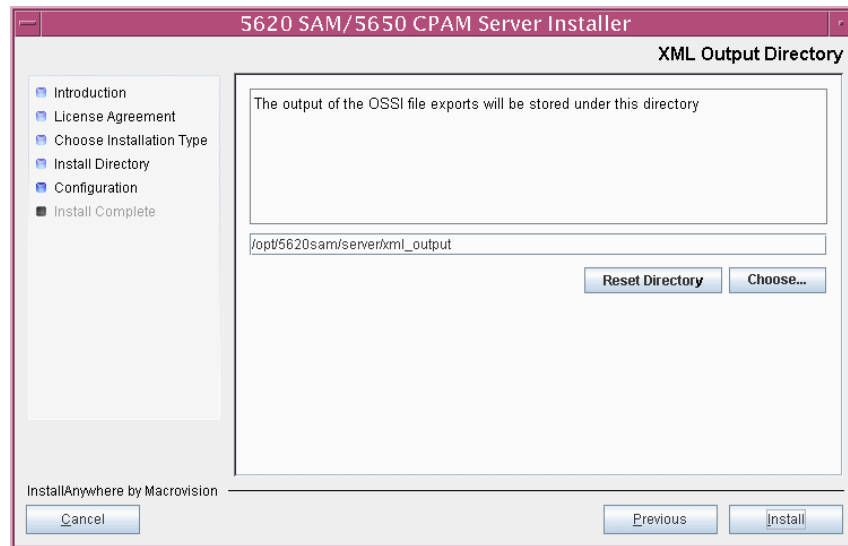 5620 SAM/5650 CPAM Server Installer
XML Output Directory
Introduction
License Agreement
Choose Installation Type
Install Directory
Configuration
Install Complete
The output of the OSSI file exports will be stored under this directory
/opt/5620sam/server/xml_output
Reset Directory
Choose...
InstallAnywhere by Macrovision
Cancel
Previous
Install